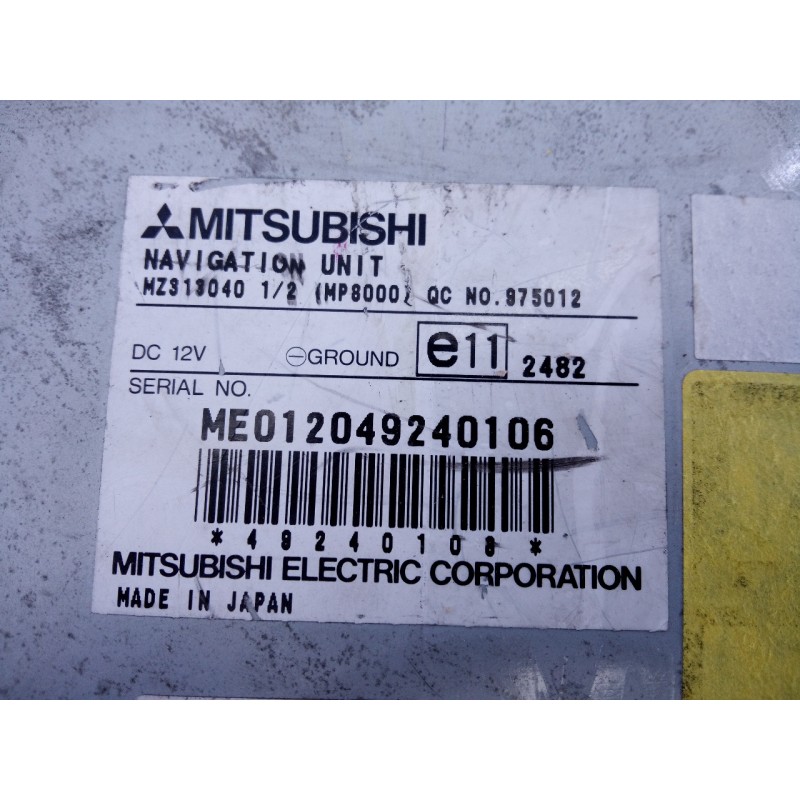 MITSUBISHI
NAVIGATION UNIT
MZ313040 1/2 (MP8000) QC NO.975012
DC 12V ⊖GROUND e11 2482
SERIAL NO.
ME012049240106
*49240106*
MITSUBISHI ELECTRIC CORPORATION
MADE IN JAPAN